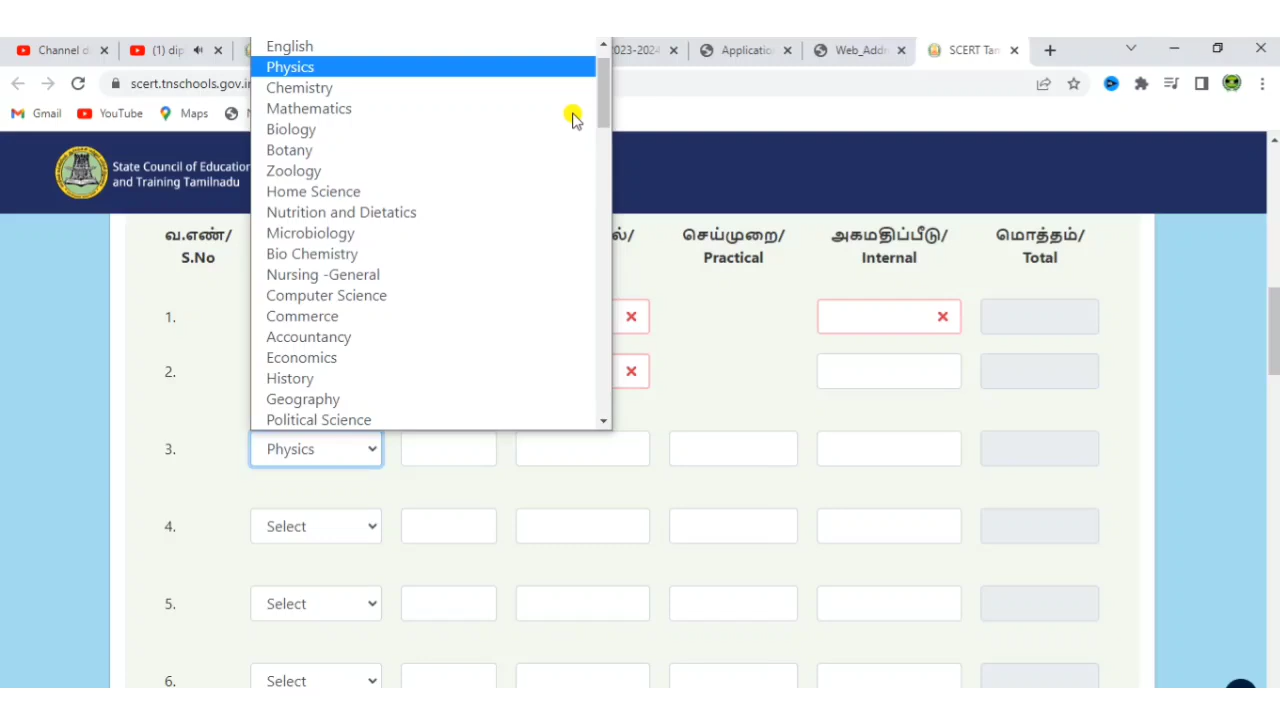 Channel d
(1) dip
2023-2024
Applicatio
Web_Addr
SCERT Tan
scert.tnschools.gov.in
Gmail
YouTube
Maps
State Council of Education
and Training Tamilnadu
English
Physics
Chemistry
Mathematics
Biology
Botany
Zoology
Home Science
Nutrition and Dietatics
Microbiology
Bio Chemistry
Nursing -General
Computer Science
Commerce
Accountancy
Economics
History
Geography
Political Science
வ.எண்/ செய்முறை/ அகமதிப்பீடு/ மொத்தம்/
S.No Practical Internal Total
1.
2.
3. Physics
4. Select
5. Select
6. Select